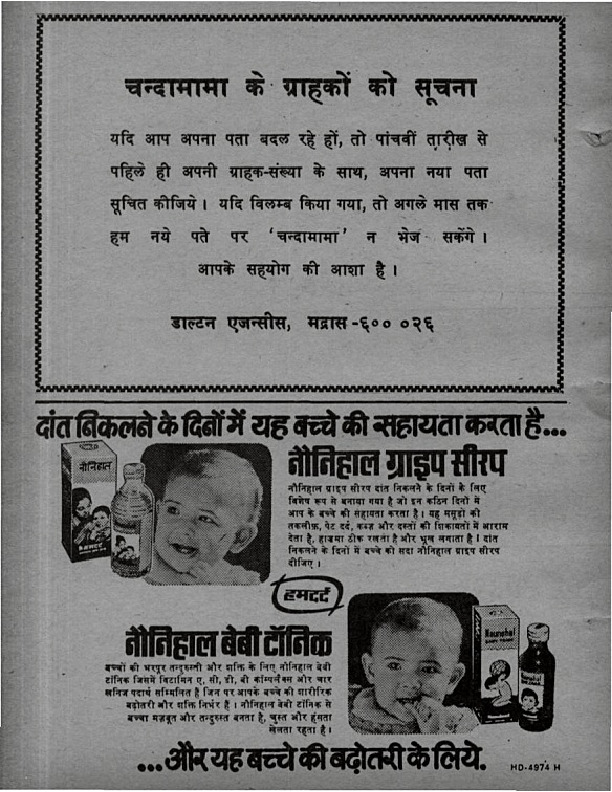 चन्दामामा के ग्राहकों को सूचना
यदि आप अपना पता बदल रहे हों, तो पांचवीं तारीख से
पहिले ही अपनी ग्राहक-संख्या के साथ, अपना नया पता
सूचित कीजिये। यदि विलम्ब किया गया, तो अगले मास तक
हम नये पते पर 'चन्दामामा' न भेज सकेंगे।
आपके सहयोग की आशा है।
डाल्टन एजन्सीस, मद्रास-६०० ०२६
दांत निकलने के दिनों में यह बच्चे की सहायता करता है...
नौनिहाल
हमदर्द
नौनिहाल ग्राइप सीरप
नौनिहाल ग्राइप सीरप दांत निकलने के दिनों के लिए
विशेष रूप से बनाया गया है जो इन कठिन दिनों में
आप के बच्चे की सहायता करता है। यह मसूड़ों की
तकलीफ़, पेट दर्द, कब्ज़ और दस्तों की शिकायतों में आराम
देता है, हाज़मा ठीक रखता है और भूख लगाता है। दांत
निकलने के दिनों में बच्चे को सदा नौनिहाल ग्राइप सीरप
दीजिए।
हमदर्द
नौनिहाल बेबी टॉनिक
बच्चों की भरपूर तन्दुरुस्ती और शक्ति के लिए नौनिहाल बेबी
टॉनिक जिसमें विटामिन ए, सी, डी, बी कॉम्पलैक्स और चार
खनिज पदार्थ सम्मिलित हैं जिन पर आपके बच्चे की शारीरिक
बढ़ोतरी और शक्ति निर्भर है। नौनिहाल बेबी टॉनिक से
बच्चा मज़बूत और तन्दुरुस्त बनता है, चुस्त और हंसता
खेलता रहता है।
Naunehal
...और यह बच्चे की बढ़ोतरी के लिये.
HD-4974 H